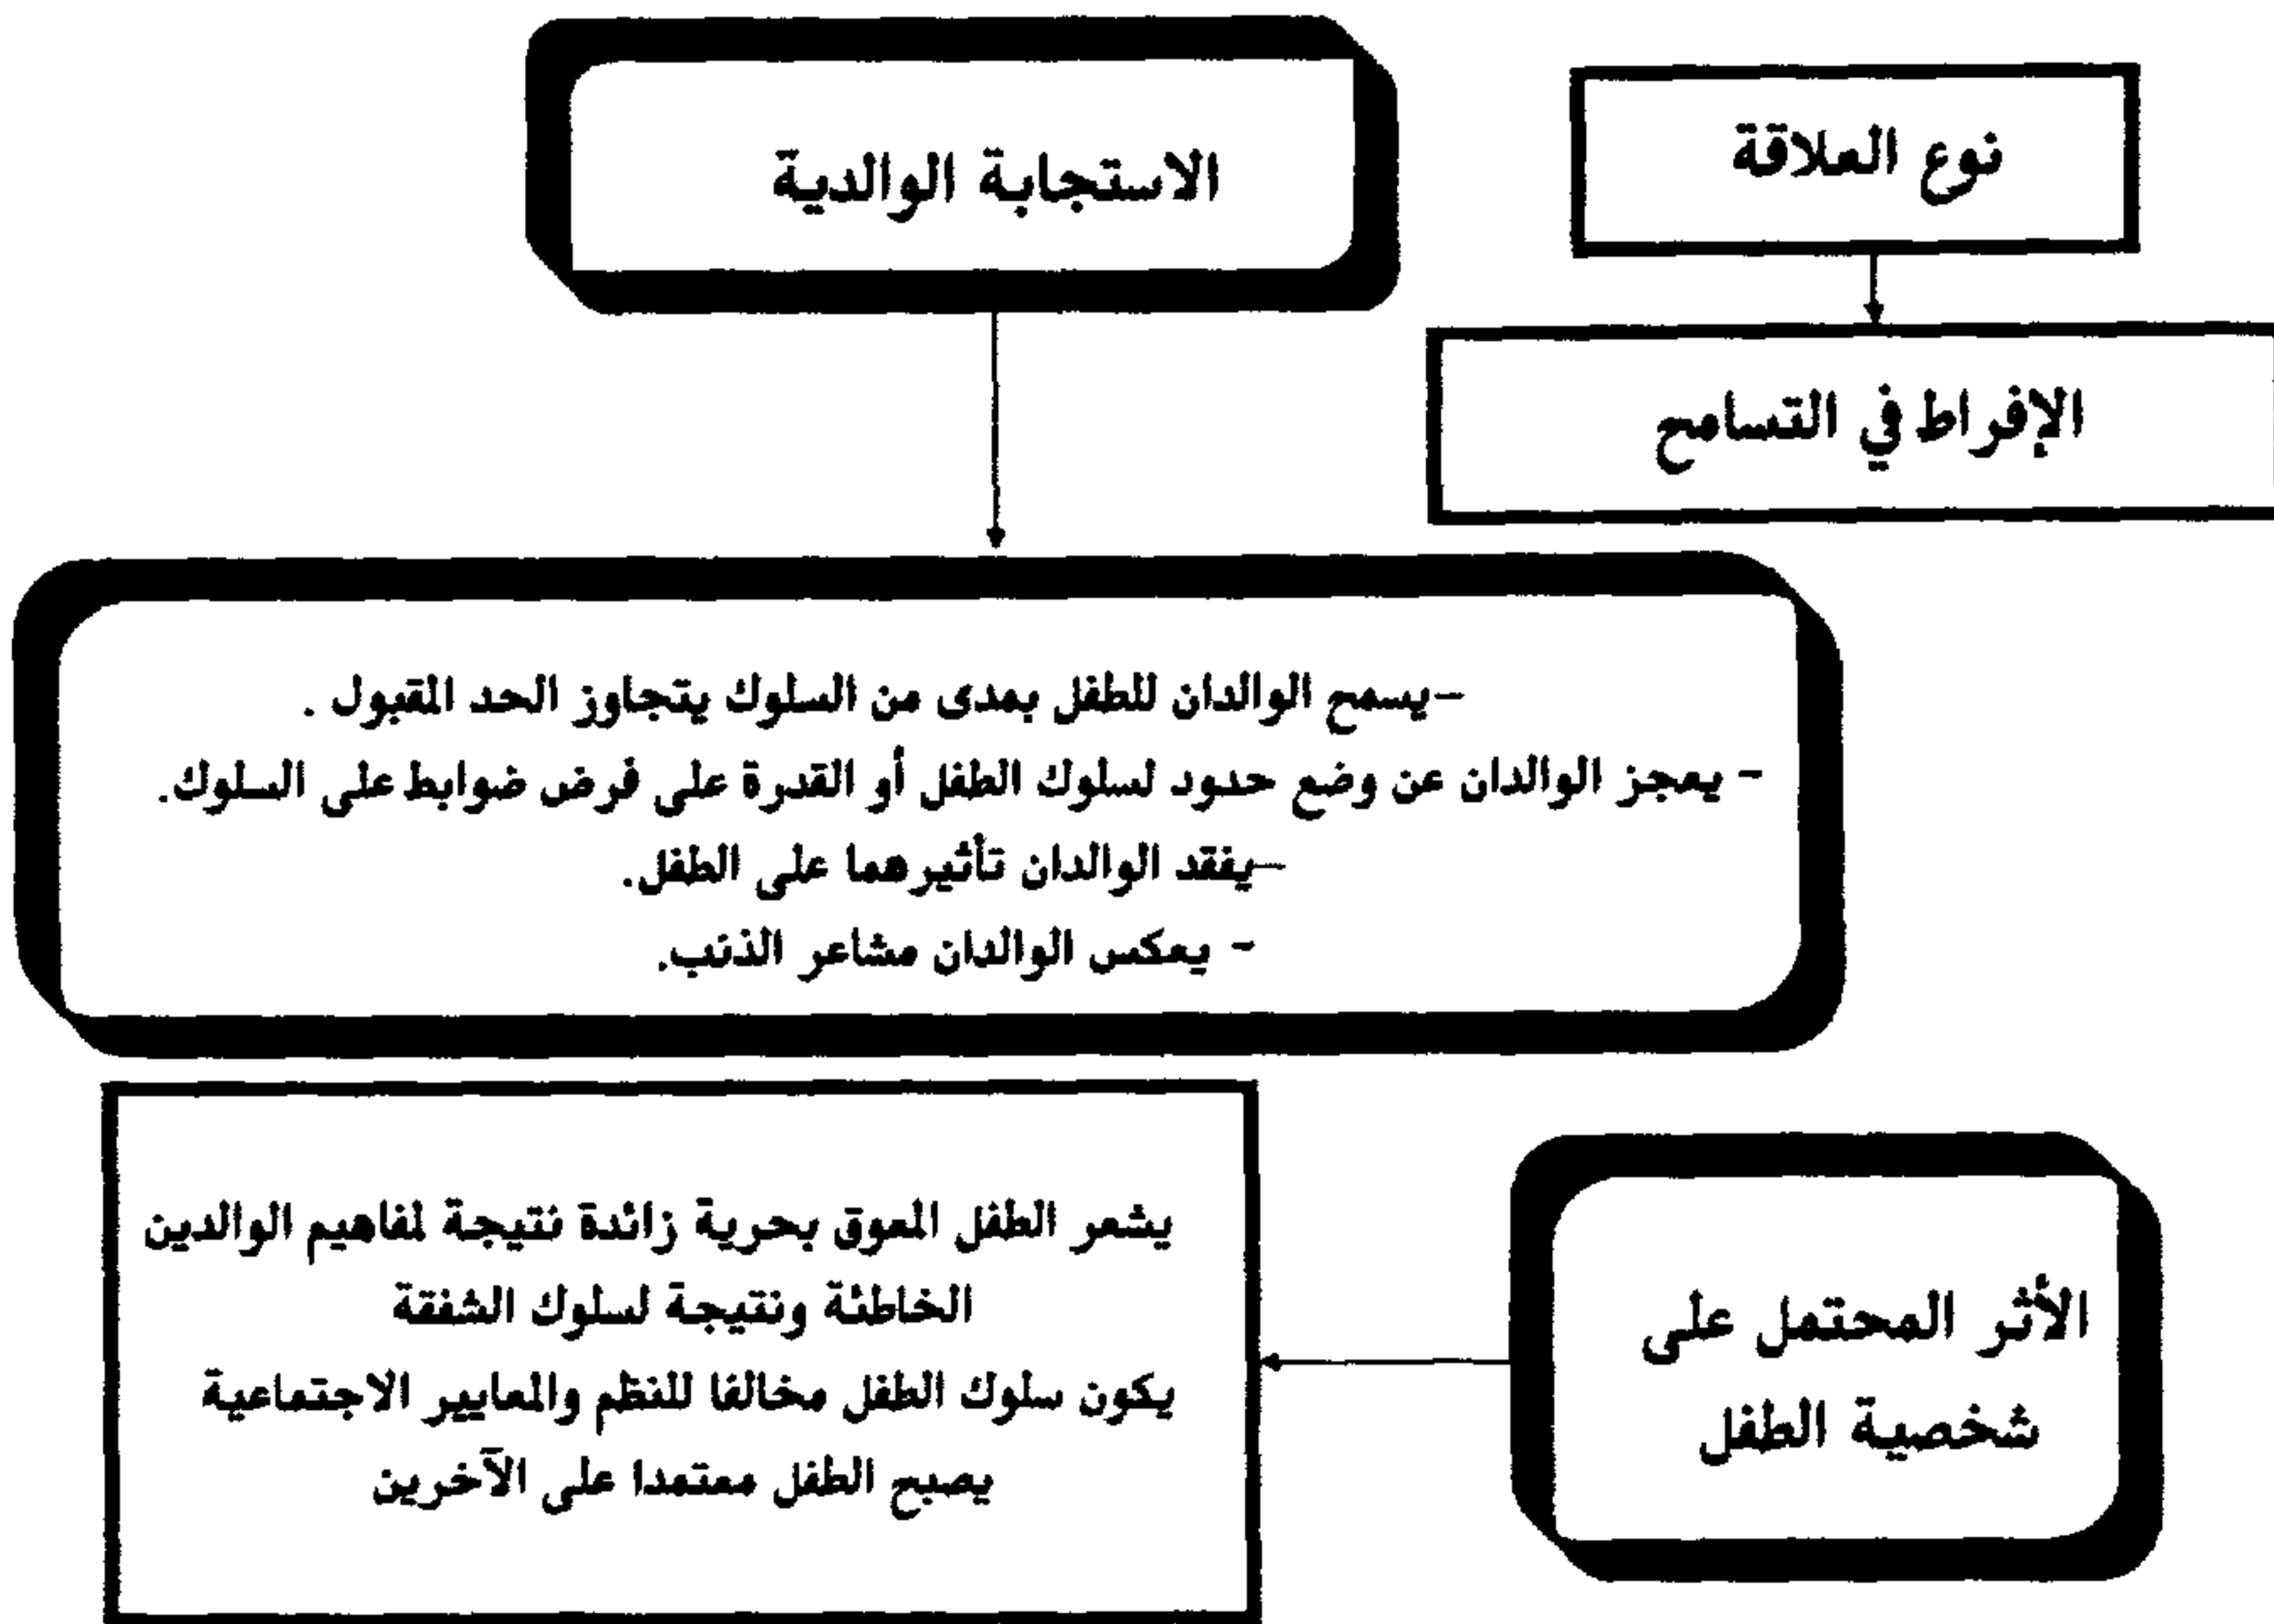 نوع العلاقة
الاستجابة الوالدية
الإفراط في التسامح
–يسمح الوالدان للطفل بمدى من السلوك يتجاوز الحد المقبول .
- يعجز الوالدان عن وضع حدود لسلوك الطفل أو القدرة على فرض ضوابط على السلوك.
–يفقد الوالدان تأثيرهما على الطفل.
- يعكس الوالدان مشاعر الذنب.
الأثر المحتمل على
شخصية الطفل
يشعر الطفل المعوق بحرية زائدة نتيجة لمفاهيم الوالدين
الخاطئة ونتيجة لسلوك الشفقة
يكون سلوك الطفل مخالفا للنظم والمعايير الاجتماعية
يصبح الطفل معتمدا على الآخرين